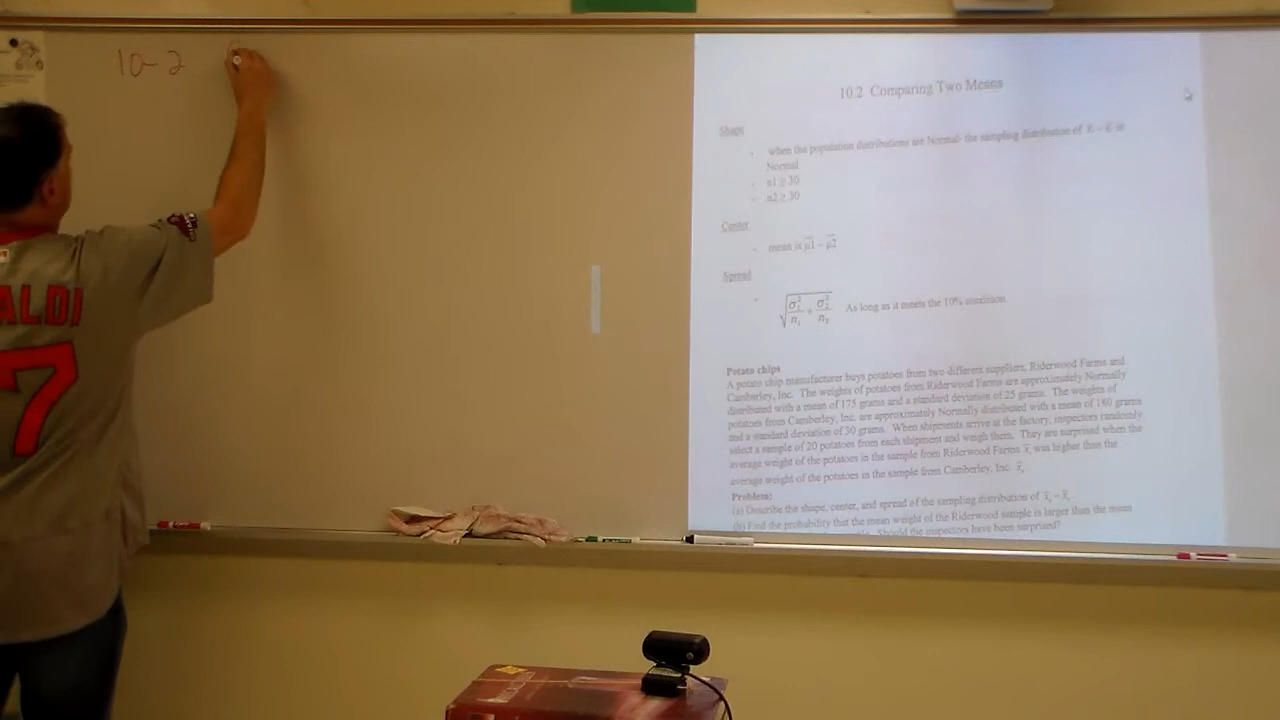 10-2
ALDI
7
10.2 Comparing Two Means
Shape
when the population distributions are Normal- the sampling distribution of x̄₁ - x̄₂ is
Normal
n1 ≥ 30
n2 ≥ 30
Center
mean is μ1 - μ2
Spread
√(σ₁²/n₁ + σ₂²/n₂) As long as it meets the 10% condition.
Potato chips
A potato chip manufacturer buys potatoes from two different suppliers, Riderwood Farms and
Camberley, Inc. The weights of potatoes from Riderwood Farms are approximately Normally
distributed with a mean of 175 grams and a standard deviation of 25 grams. The weights of
potatoes from Camberley, Inc. are approximately Normally distributed with a mean of 180 grams
and a standard deviation of 30 grams. When shipments arrive at the factory, inspectors randomly
select a sample of 20 potatoes from each shipment and weigh them. They are surprised when the
average weight of the potatoes in the sample from Riderwood Farms was higher than the
average weight of the potatoes in the sample from Camberley, Inc.
Problem:
(a) Describe the shape, center, and spread of the sampling distribution of
(b) Find the probability that the mean weight of the Riderwood sample is larger than the mean
Should the inspectors have been surprised?